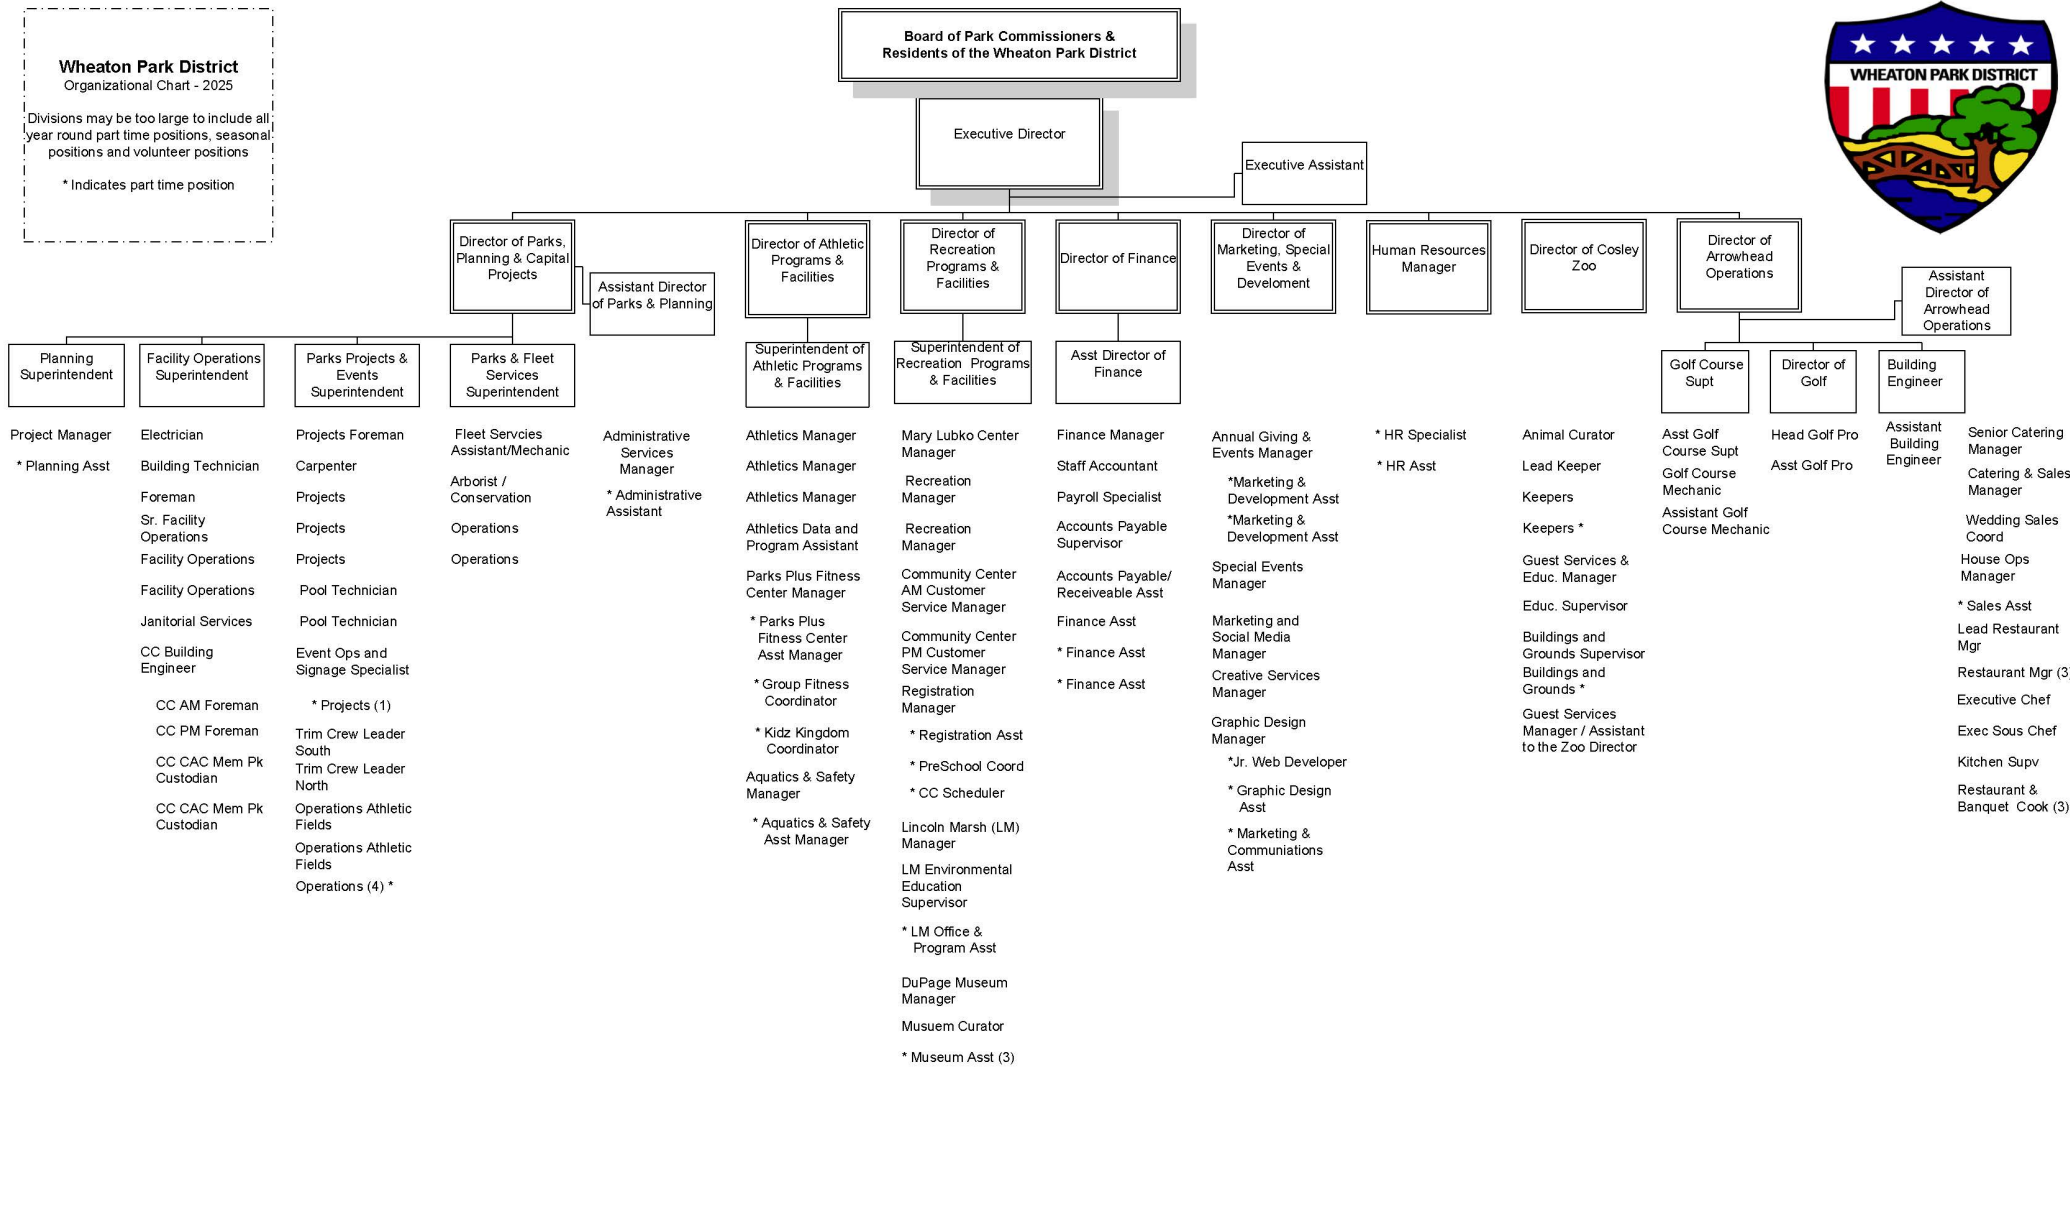 Wheaton Park District
Organizational Chart - 2025
Divisions may be too large to include all
year round part time positions, seasonal
positions and volunteer positions
* Indicates part time position
Board of Park Commissioners &
Residents of the Wheaton Park District
WHEATON PARK DISTRICT
Executive Director
Executive Assistant
Director of Parks,
Planning & Capital
Projects
Assistant Director
of Parks & Planning
Director of Athletic
Programs &
Facilities
Director of
Recreation
Programs &
Facilities
Director of Finance
Director of
Marketing, Special
Events &
Develoment
Human Resources
Manager
Director of Cosley
Zoo
Director of
Arrowhead
Operations
Assistant
Director of
Arrowhead
Operations
Planning
Superintendent
Facility Operations
Superintendent
Parks Projects &
Events
Superintendent
Parks & Fleet
Services
Superintendent
Superintendent of
Athletic Programs
& Facilities
Superintendent of
Recreation  Programs
& Facilities
Asst Director of
Finance
Golf Course
Supt
Director of
Golf
Building
Engineer
Project Manager
* Planning Asst
Electrician
Building Technician
Foreman
Sr. Facility
Operations
Facility Operations
Facility Operations
Janitorial Services
CC Building
Engineer
CC AM Foreman
CC PM Foreman
CC CAC Mem Pk
Custodian
CC CAC Mem Pk
Custodian
Projects Foreman
Carpenter
Projects
Projects
Projects
Pool Technician
Pool Technician
Event Ops and
Signage Specialist
* Projects (1)
Trim Crew Leader
South
Trim Crew Leader
North
Operations Athletic
Fields
Operations Athletic
Fields
Operations (4) *
Fleet Servcies
Assistant/Mechanic
Arborist /
Conservation
Operations
Operations
Administrative
Services
Manager
* Administrative
Assistant
Athletics Manager
Athletics Manager
Athletics Manager
Athletics Data and
Program Assistant
Parks Plus Fitness
Center Manager
* Parks Plus
Fitness Center
Asst Manager
* Group Fitness
Coordinator
* Kidz Kingdom
Coordinator
Aquatics & Safety
Manager
* Aquatics & Safety
Asst Manager
Mary Lubko Center
Manager
Recreation
Manager
Recreation
Manager
Community Center
AM Customer
Service Manager
Community Center
PM Customer
Service Manager
Registration
Manager
* Registration Asst
* PreSchool Coord
* CC Scheduler
Lincoln Marsh (LM)
Manager
LM Environmental
Education
Supervisor
* LM Office &
Program Asst
DuPage Museum
Manager
Musuem Curator
* Museum Asst (3)
Finance Manager
Staff Accountant
Payroll Specialist
Accounts Payable
Supervisor
Accounts Payable/
Receiveable Asst
Finance Asst
* Finance Asst
* Finance Asst
Annual Giving &
Events Manager
*Marketing &
Development Asst
*Marketing &
Development Asst
Special Events
Manager
Marketing and
Social Media
Manager
Creative Services
Manager
Graphic Design
Manager
*Jr. Web Developer
* Graphic Design
Asst
* Marketing &
Communiations
Asst
* HR Specialist
* HR Asst
Animal Curator
Lead Keeper
Keepers
Keepers *
Guest Services &
Educ. Manager
Educ. Supervisor
Buildings and
Grounds Supervisor
Buildings and
Grounds *
Guest Services
Manager / Assistant
to the Zoo Director
Asst Golf
Course Supt
Golf Course
Mechanic
Assistant Golf
Course Mechanic
Head Golf Pro
Asst Golf Pro
Assistant
Building
Engineer
Senior Catering
Manager
Catering & Sales
Manager
Wedding Sales
Coord
House Ops
Manager
* Sales Asst
Lead Restaurant
Mgr
Restaurant Mgr (3)
Executive Chef
Exec Sous Chef
Kitchen Supv
Restaurant &
Banquet  Cook (3)